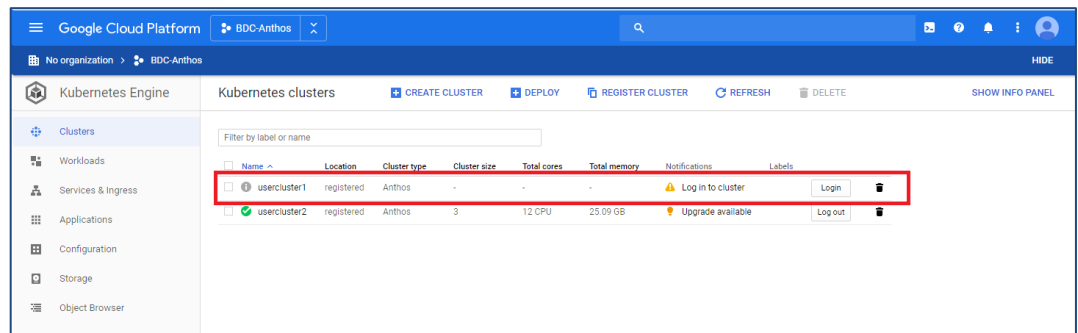 Google Cloud Platform BDC-Anthos
No organization > BDC-Anthos HIDE
Kubernetes Engine Kubernetes clusters CREATE CLUSTER DEPLOY REGISTER CLUSTER REFRESH DELETE SHOW INFO PANEL
Clusters
Workloads
Services & Ingress
Applications
Configuration
Storage
Object Browser
Filter by label or name
Name Location Cluster type Cluster size Total cores Total memory Notifications Labels
usercluster1 registered Anthos - - - Log in to cluster Login
usercluster2 registered Anthos 3 12 CPU 25.09 GB Upgrade available Log out